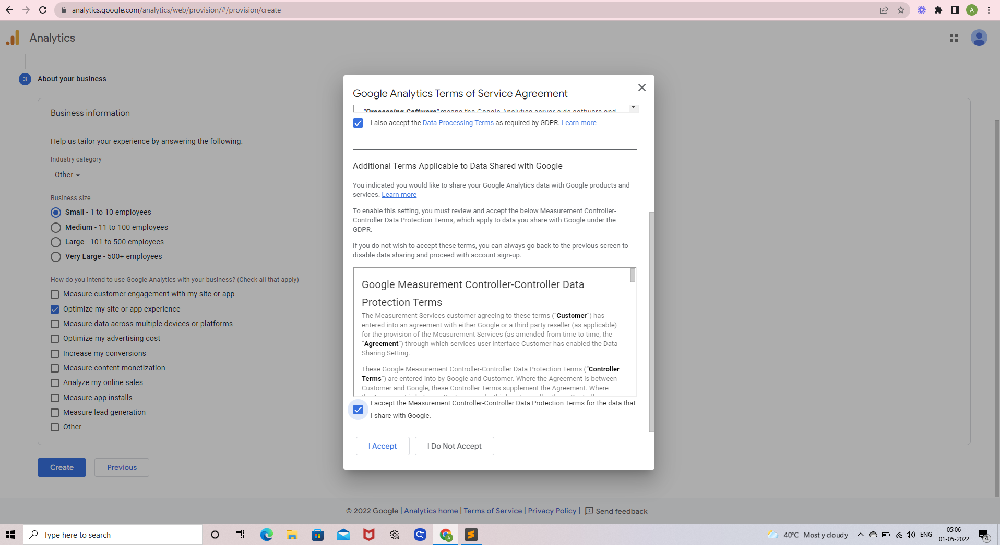 analytics.google.com/analytics/web/provision/#/provision/create
A
Analytics
3 About your business
Business information
Help us tailor your experience by answering the following.
Industry category
Other
Business size
Small - 1 to 10 employees
Medium - 11 to 100 employees
Large - 101 to 500 employees
Very Large - 500+ employees
How do you intend to use Google Analytics with your business? (Check all that apply)
Measure customer engagement with my site or app
Optimize my site or app experience
Measure data across multiple devices or platforms
Optimize my advertising cost
Increase my conversions
Measure content monetization
Analyze my online sales
Measure app installs
Measure lead generation
Other
Create Previous
Google Analytics Terms of Service Agreement
"Processing Software" means the Google Analytics server-side software and
I also accept the Data Processing Terms as required by GDPR. Learn more
Additional Terms Applicable to Data Shared with Google
You indicated you would like to share your Google Analytics data with Google products and
services. Learn more
To enable this setting, you must review and accept the below Measurement Controller-
Controller Data Protection Terms, which apply to data you share with Google under the
GDPR.
If you do not wish to accept these terms, you can always go back to the previous screen to
disable data sharing and proceed with account sign-up.
Google Measurement Controller-Controller Data
Protection Terms
The Measurement Services customer agreeing to these terms (“Customer”) has
entered into an agreement with either Google or a third party reseller (as applicable)
for the provision of the Measurement Services (as amended from time to time, the
“Agreement”) through which services user interface Customer has enabled the Data
Sharing Setting.
These Google Measurement Controller-Controller Data Protection Terms (“Controller
Terms”) are entered into by Google and Customer. Where the Agreement is between
Customer and Google, these Controller Terms supplement the Agreement. Where
I accept the Measurement Controller-Controller Data Protection Terms for the data that
I share with Google.
I Accept I Do Not Accept
© 2022 Google | Analytics home | Terms of Service | Privacy Policy | Send feedback
Type here to search
A
40°C Mostly cloudy
ENG
05:06
01-05-2022
4